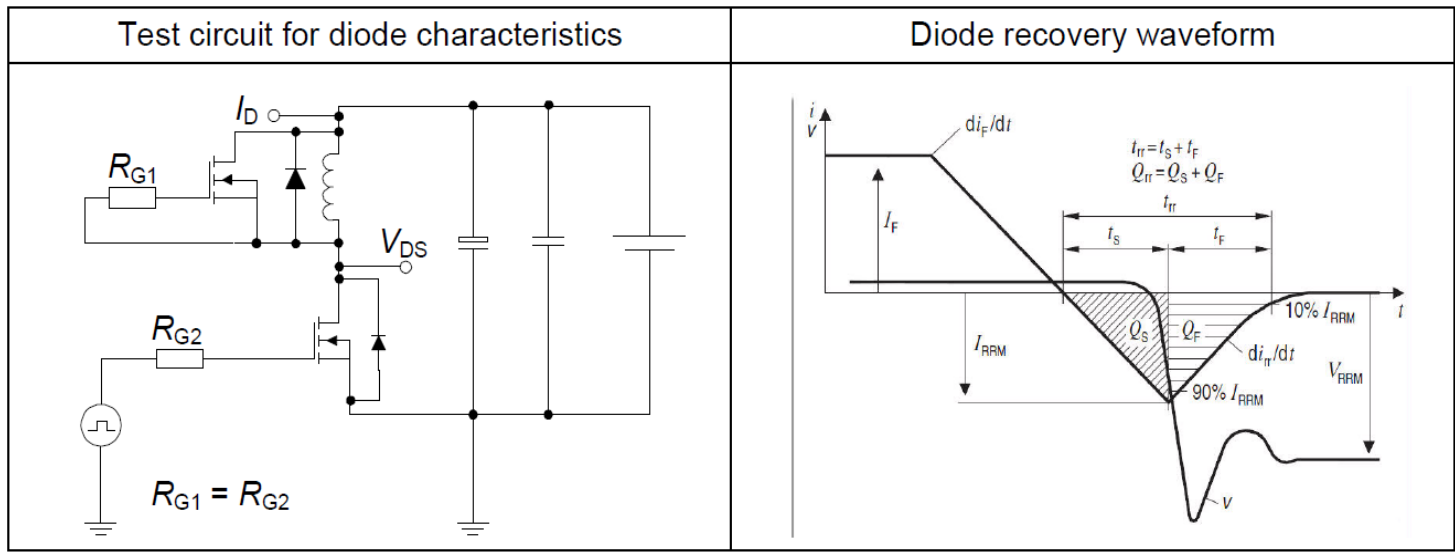 Test circuit for diode characteristics
Diode recovery waveform
I_D
R_G1
V_DS
R_G2
R_G1 = R_G2
i
v
di_F/dt
t_rr=t_S+t_F
Q_rr=Q_S+Q_F
t_rr
I_F
t_S
t_F
Q_S
Q_F
10% I_RRM
t
I_RRM
di_rr/dt
V_RRM
90% I_RRM
v